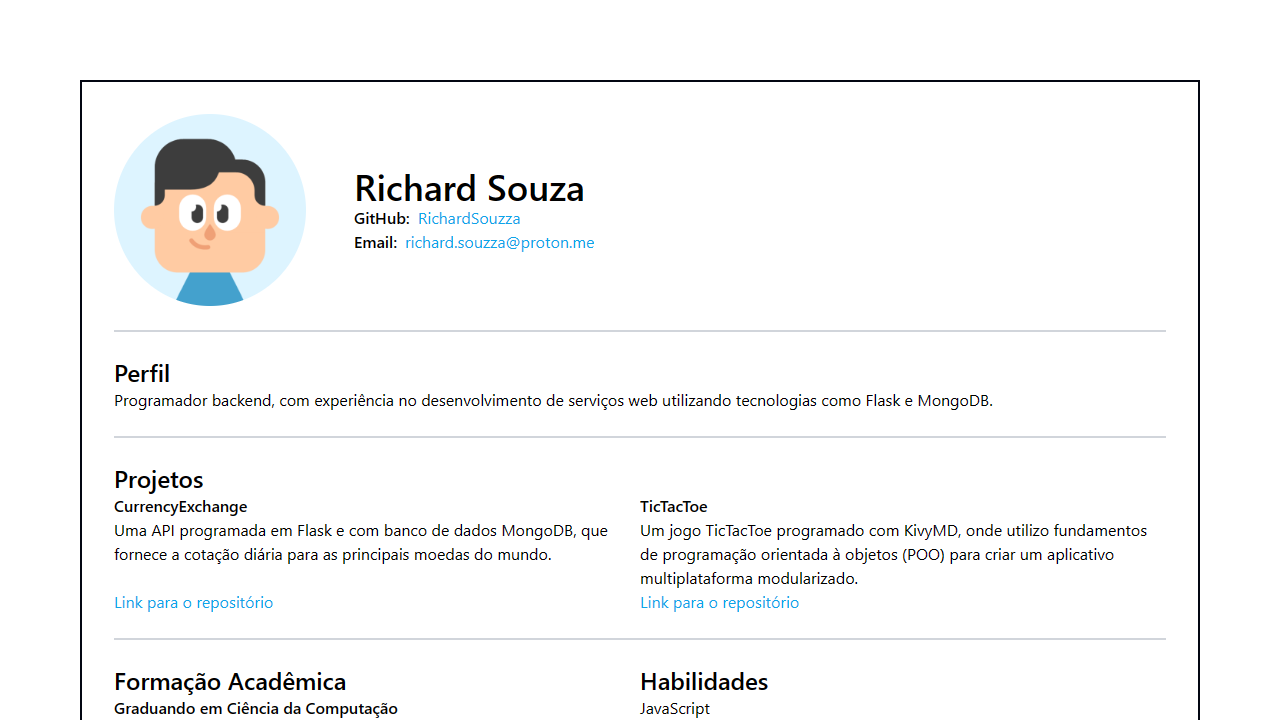 Richard Souza
GitHub: RichardSouzza
Email: richard.souzza@proton.me
Perfil
Programador backend, com experiência no desenvolvimento de serviços web utilizando tecnologias como Flask e MongoDB.
Projetos
CurrencyExchange
Uma API programada em Flask e com banco de dados MongoDB, que
fornece a cotação diária para as principais moedas do mundo.
Link para o repositório
TicTacToe
Um jogo TicTacToe programado com KivyMD, onde utilizo fundamentos
de programação orientada à objetos (POO) para criar um aplicativo
multiplataforma modularizado.
Link para o repositório
Formação Acadêmica
Graduando em Ciência da Computação
Habilidades
JavaScript